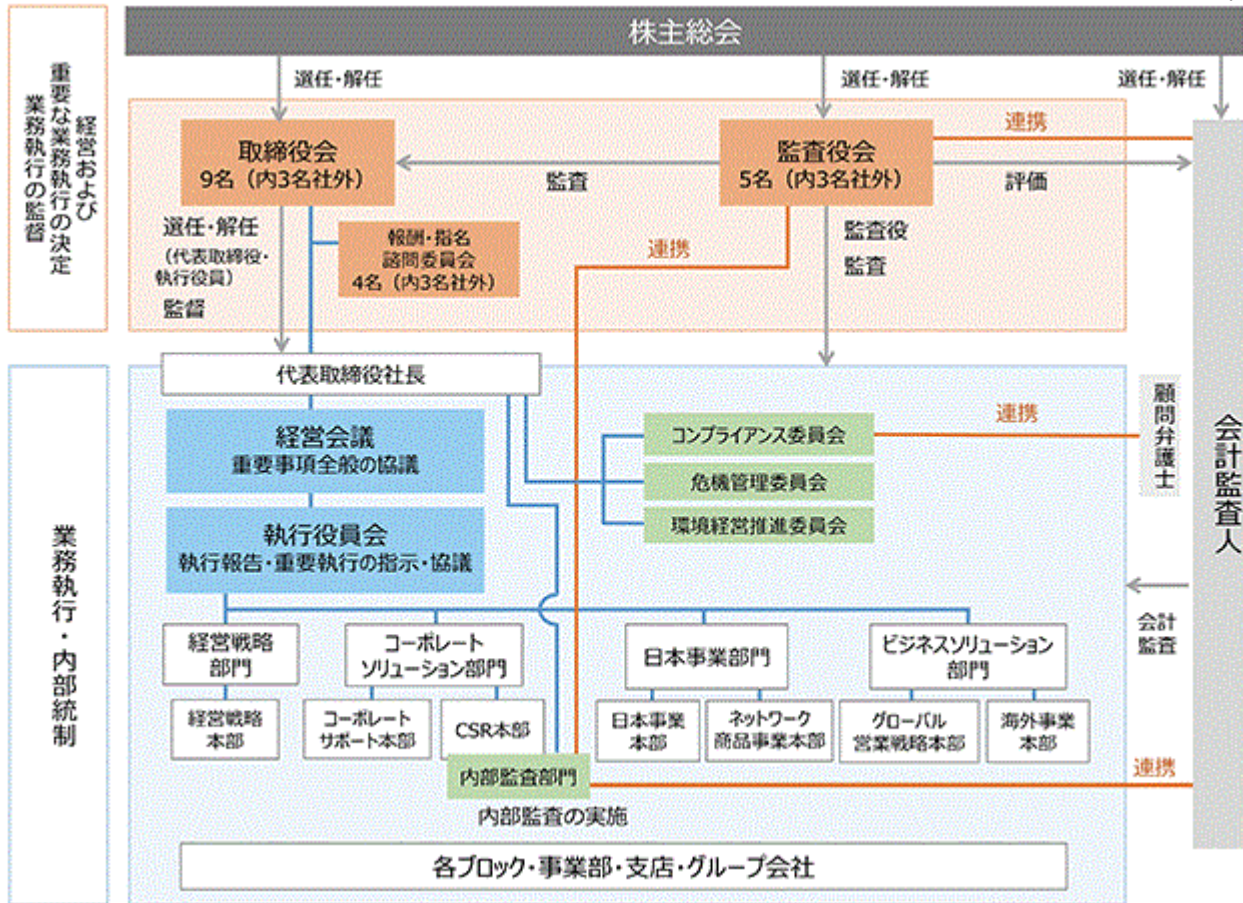 株主総会
選任・解任
選任・解任
選任・解任
経営および
重要な業務執行の決定
業務執行の監督
取締役会
9名（内3名社外）
監査
監査役会
5名（内3名社外）
連携
評価
選任・解任
（代表取締役・
執行役員）
監督
報酬・指名
諮問委員会
4名（内3名社外）
連携
監査役
監査
会計監査人
業務執行・内部統制
代表取締役社長
経営会議
重要事項全般の協議
執行役員会
執行報告・重要執行の指示・協議
コンプライアンス委員会
危機管理委員会
環境経営推進委員会
連携
顧問弁護士
会計
監査
経営戦略
部門
コーポレート
ソリューション部門
日本事業部門
ビジネスソリューション
部門
経営戦略
本部
コーポレート
サポート本部
CSR本部
日本事業
本部
ネットワーク
商品事業本部
グローバル
営業戦略本部
海外事業
本部
内部監査部門
連携
内部監査の実施
各ブロック・事業部・支店・グループ会社